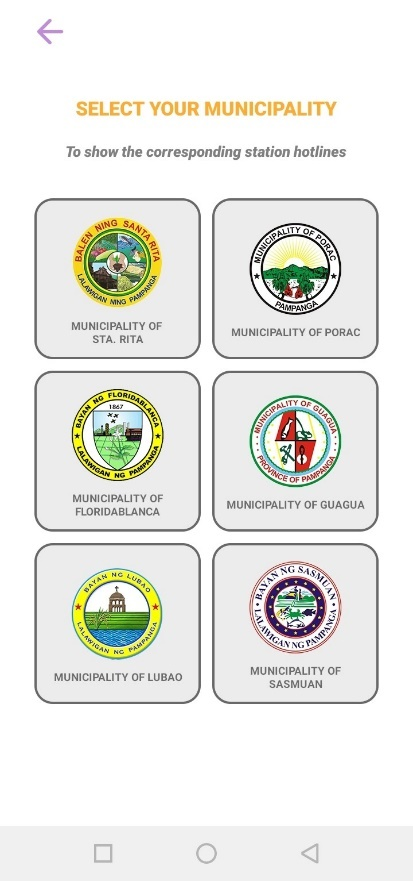 SELECT YOUR MUNICIPALITY
To show the corresponding station hotlines
BALEN NING SANTA RITA
LALAWIGAN NING PAMPANGA
MUNICIPALITY OF
STA. RITA
MUNICIPALITY OF PORAC
PAMPANGA
MUNICIPALITY OF PORAC
BAYAN NG FLORIDABLANCA
1867
LALAWIGAN NG PAMPANGA
MUNICIPALITY OF
FLORIDABLANCA
MUNICIPALITY OF GUAGUA
PROVINCE OF PAMPANGA
MUNICIPALITY OF GUAGUA
BAYAN NG LUBAO
LALAWIGAN NG PAMPANGA
MUNICIPALITY OF LUBAO
BAYAN NG SASMUAN
LALAWIGAN NG PAMPANGA
MUNICIPALITY OF
SASMUAN